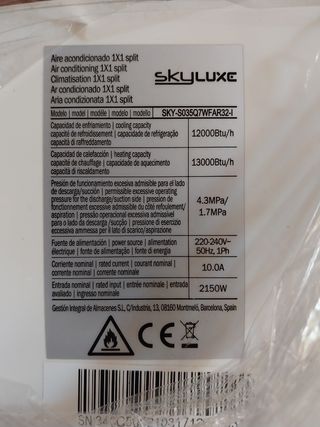 Aire acondicionado 1X1 split
Air conditioning 1X1 split
Climatisation 1X1 split
Ar condicionado 1X1 split
Aria condizionata 1X1 split
SKYLUXE
Modelo | model | modèle | modelo | modello SKY-S035Q7WFAR32-I
Capacidad de enfriamiento | cooling capacity
capacité de refroidissement | capacidade de refrigeração
capacità di raffreddamento
12000Btu/h
Capacidad de calefacción | heating capacity
capacité de chauffage | capacidade de aquecimento
capacità di riscaldamento
13000Btu/h
Presión de funcionamiento excesiva admisible para el lado
de descarga/succión | permissible excessive operating
pressure for the discharge/suction side | pression de
fonctionnement excessive admissible du côté refoulement/
aspiration | pressão operacional excessiva admissível
para o lado descarga /sucção | pressione di esercizio
eccessiva ammessa per il lato di scarico/aspirazione
4.3MPa/
1.7MPa
Fuente de alimentación | power source | alimentation
électrique | fonte de alimentação | fonte di energia
220-240V~
50Hz, 1Ph
Corriente nominal | rated current | courant nominal |
corrente nominale | corrente nominale
10.0A
Entrada nominal | rated input | entrée nominale | entrada
avaliado | ingresso nominale
2150W
Gestión Integral de Almacenes S.L, C/Industria, 13, 08160 Montmeló, Barcelona, Spain
CE